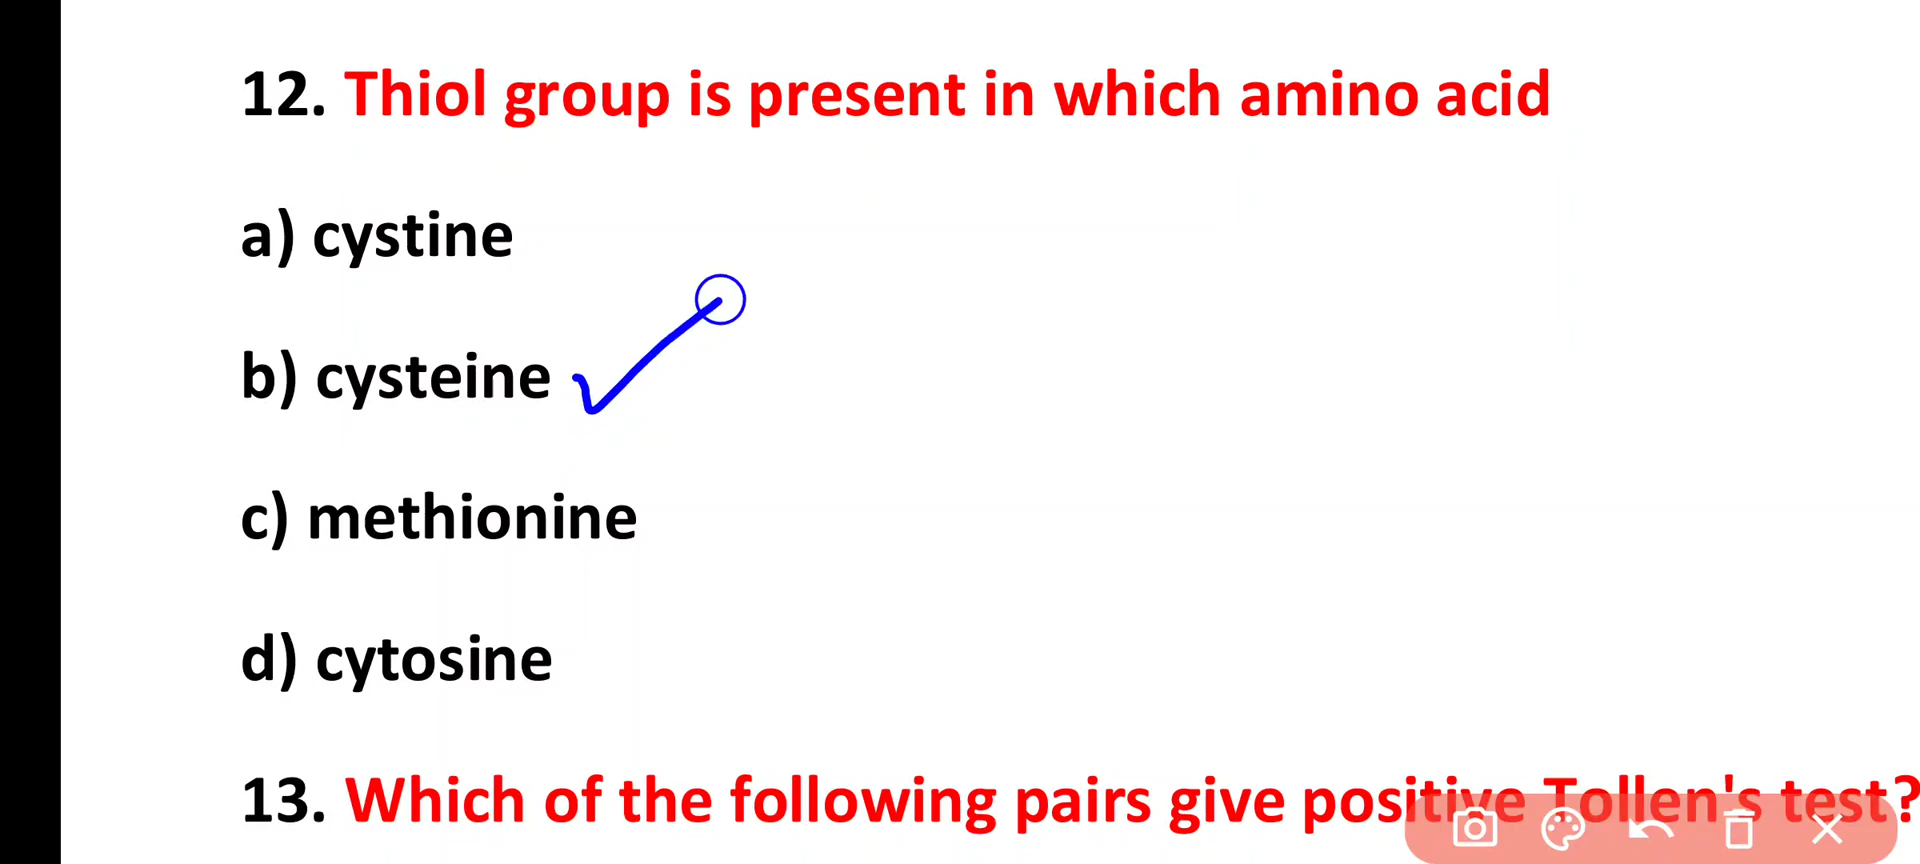 12. Thiol group is present in which amino acid
a) cystine
b) cysteine
c) methionine
d) cytosine
13. Which of the following pairs give positive Tollen's test?